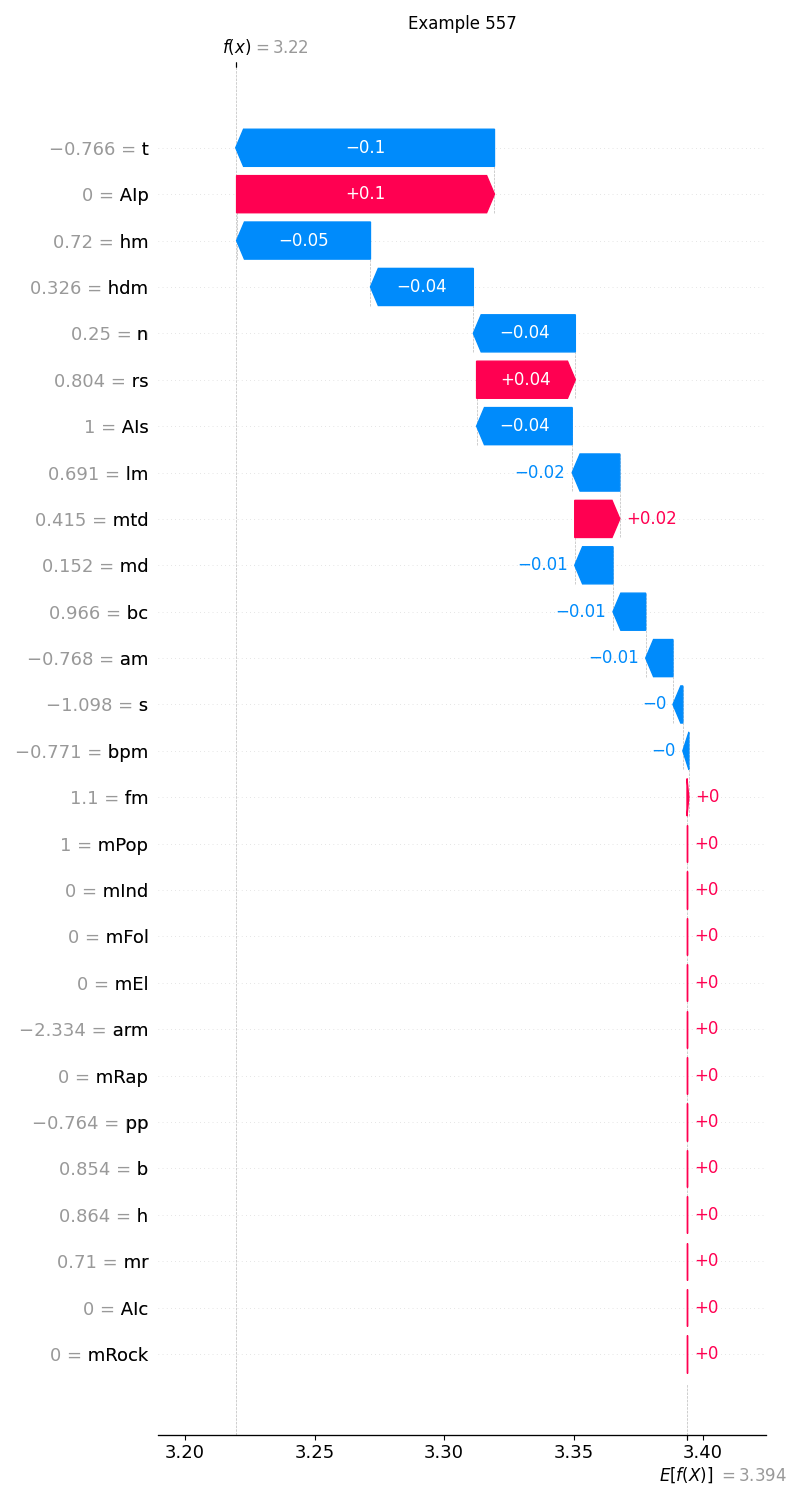 Example 557
f(x) = 3.22
−0.766 = t −0.1
0 = AIp +0.1
0.72 = hm −0.05
0.326 = hdm −0.04
0.25 = n −0.04
0.804 = rs +0.04
1 = AIs −0.04
0.691 = lm −0.02
0.415 = mtd +0.02
0.152 = md −0.01
0.966 = bc −0.01
−0.768 = am −0.01
−1.098 = s −0
−0.771 = bpm −0
1.1 = fm +0
1 = mPop +0
0 = mInd +0
0 = mFol +0
0 = mEl +0
−2.334 = arm +0
0 = mRap +0
−0.764 = pp +0
0.854 = b +0
0.864 = h +0
0.71 = mr +0
0 = AIc +0
0 = mRock +0
3.20 3.25 3.30 3.35 3.40
E[f(X)] = 3.394